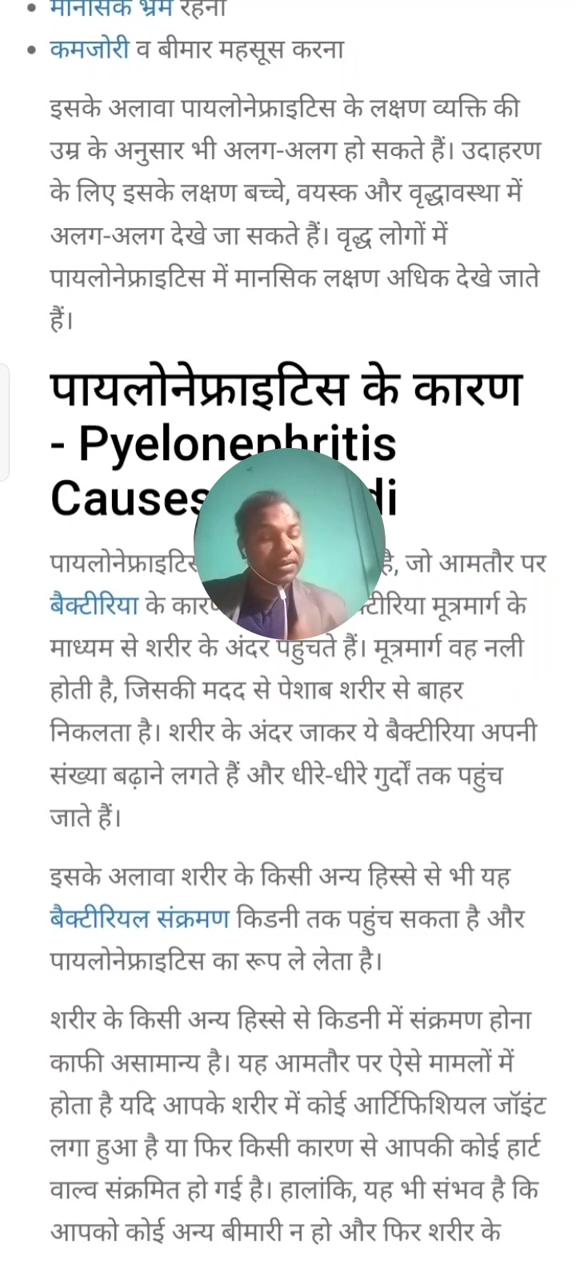 मानसिक भ्रम रहना
कमजोरी व बीमार महसूस करना
इसके अलावा पायलोनेफ्राइटिस के लक्षण व्यक्ति की
उम्र के अनुसार भी अलग-अलग हो सकते हैं। उदाहरण
के लिए इसके लक्षण बच्चे, वयस्क और वृद्धावस्था में
अलग-अलग देखे जा सकते हैं। वृद्ध लोगों में
पायलोनेफ्राइटिस में मानसिक लक्षण अधिक देखे जाते
हैं।
पायलोनेफ्राइटिस के कारण
- Pyelonephritis
Causes
है, जो आमतौर पर
बैक्टीरिया के मूत्रमार्ग के
माध्यम से शरीर के अंदर पहुंचते हैं। मूत्रमार्ग वह नली
होती है, जिसकी मदद से पेशाब शरीर से बाहर
निकलता है। शरीर के अंदर जाकर ये बैक्टीरिया अपनी
संख्या बढ़ाने लगते हैं और धीरे-धीरे गुर्दों तक पहुंच
जाते हैं।
इसके अलावा शरीर के किसी अन्य हिस्से से भी यह
बैक्टीरियल संक्रमण किडनी तक पहुंच सकता है और
पायलोनेफ्राइटिस का रूप ले लेता है।
शरीर के किसी अन्य हिस्से से किडनी में संक्रमण होना
काफी असामान्य है। यह आमतौर पर ऐसे मामलों में
होता है यदि आपके शरीर में कोई आर्टिफिशियल जॉइंट
लगा हुआ है या फिर किसी कारण से आपकी कोई हार्ट
वाल्व संक्रमित हो गई है। हालांकि, यह भी संभव है कि
आपको कोई अन्य बीमारी न हो और फिर शरीर के